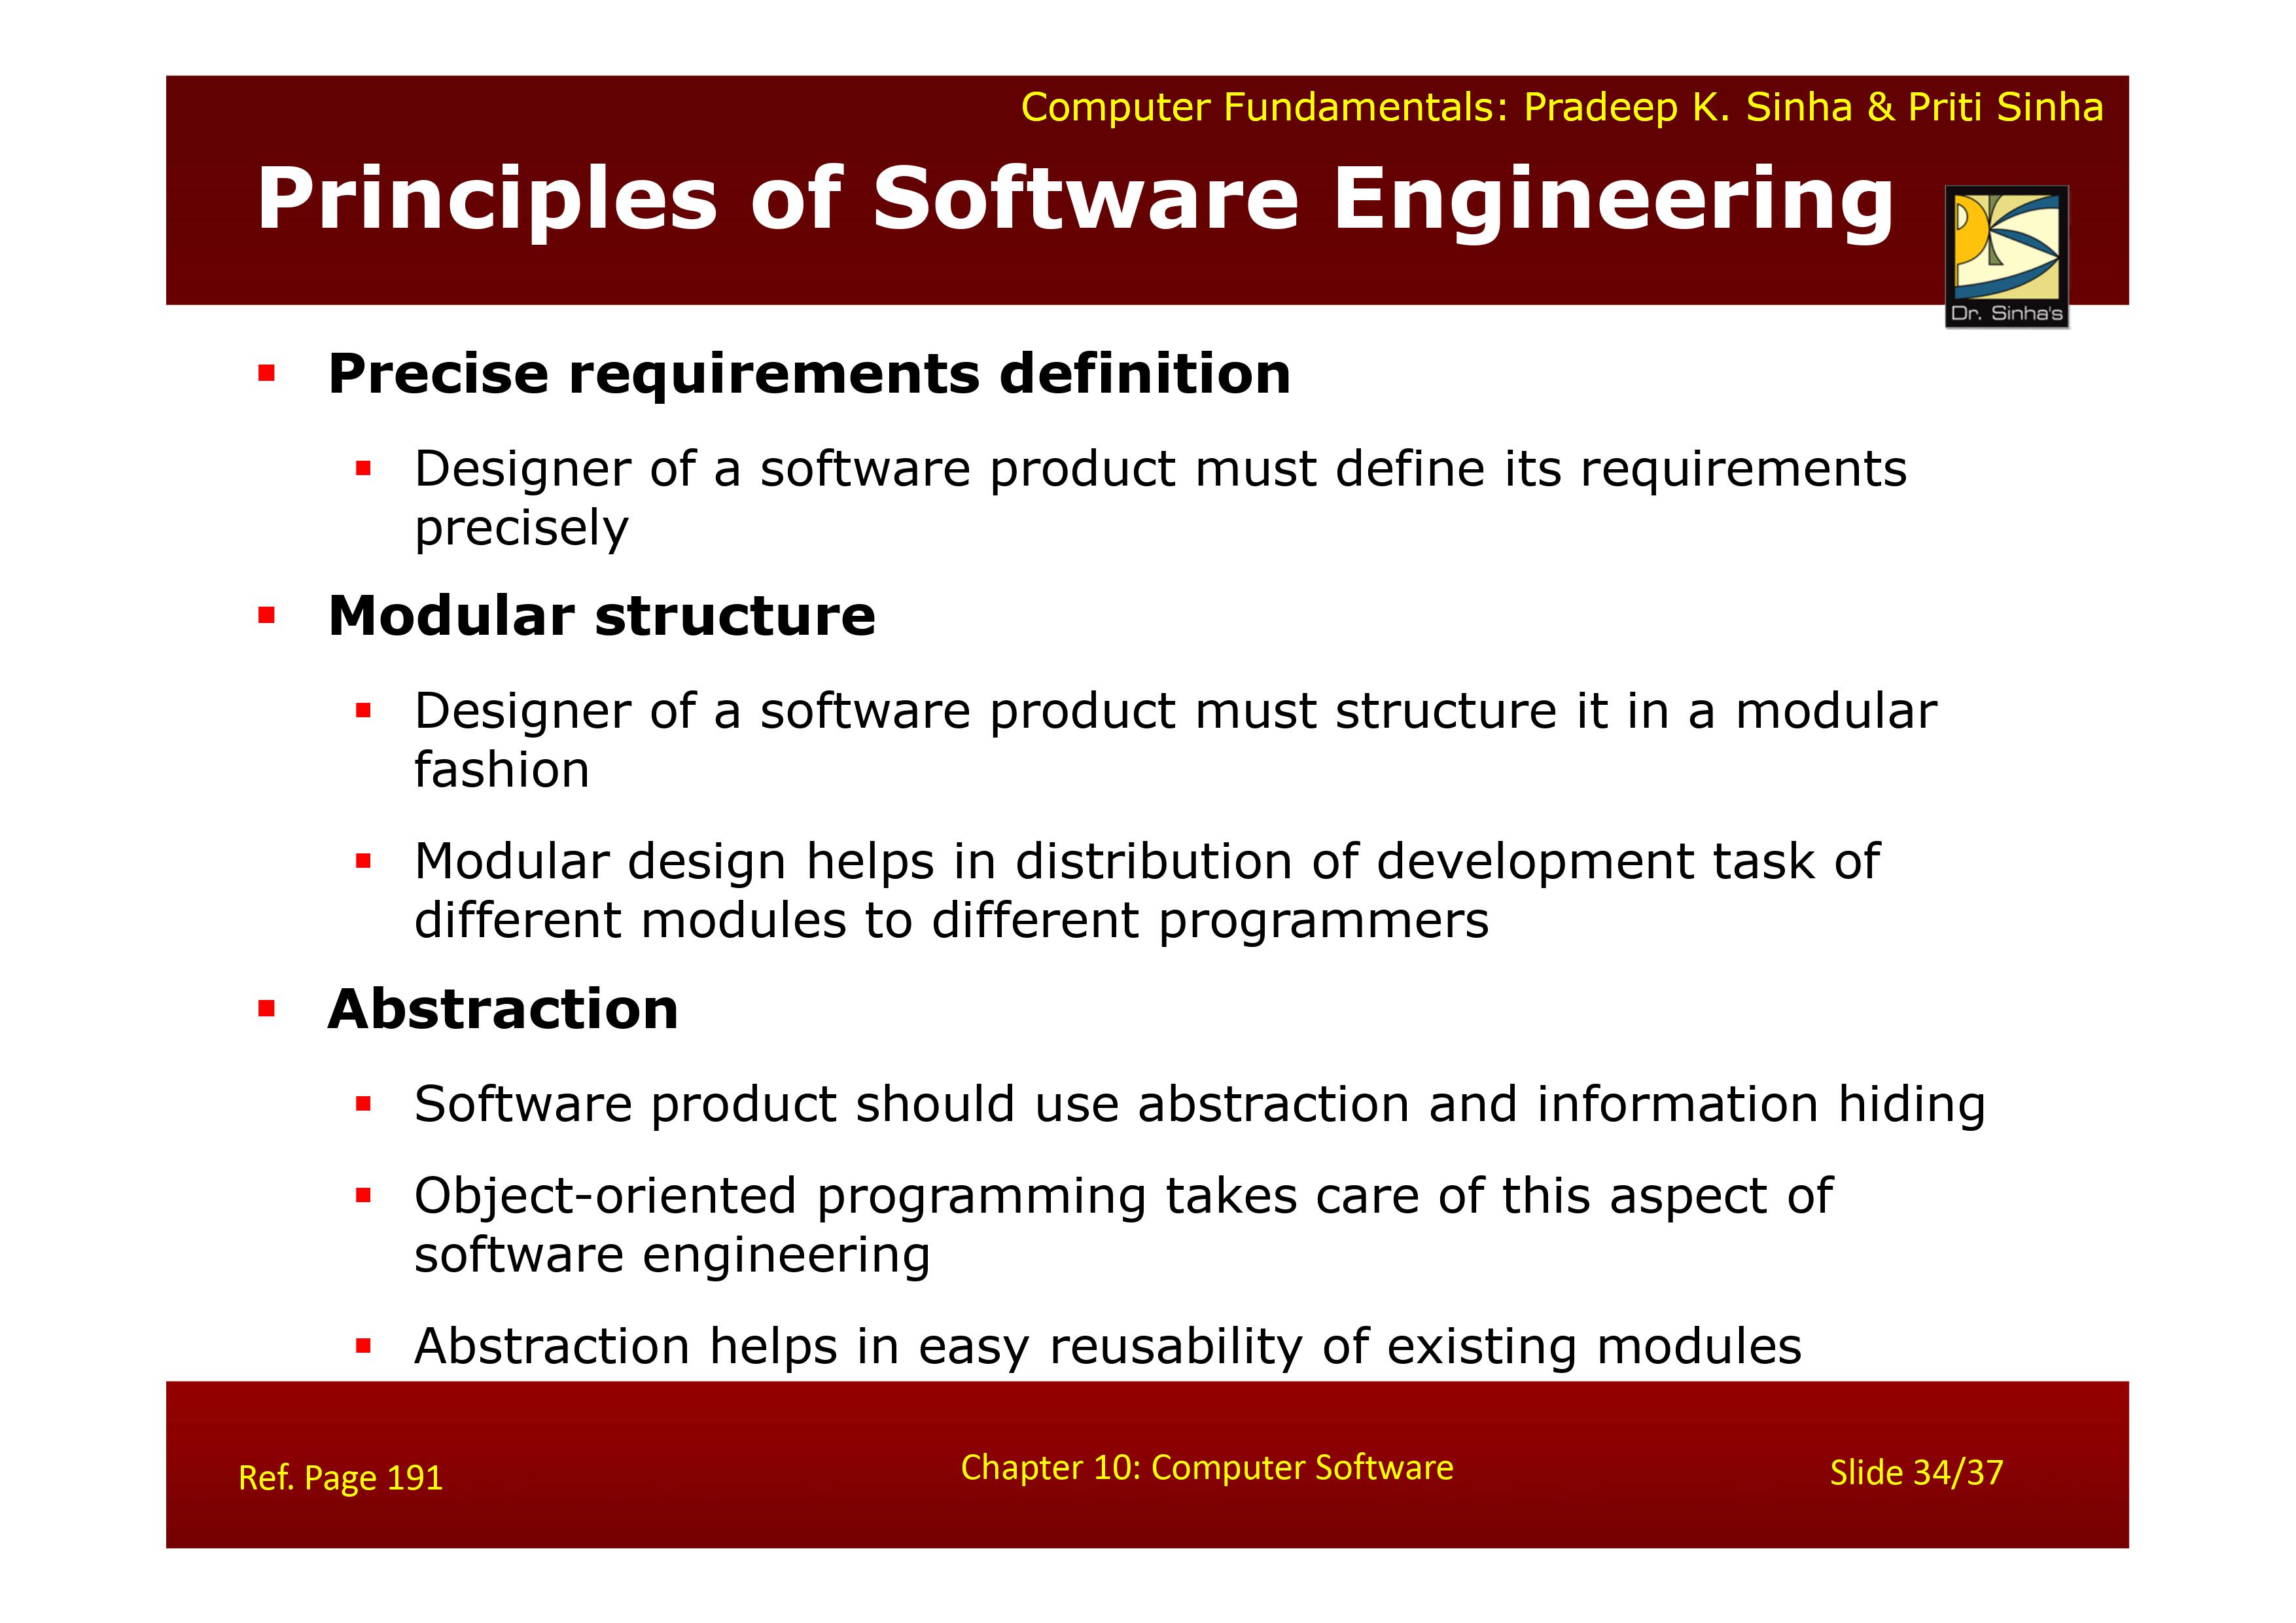 Computer Fundamentals: Pradeep K. Sinha & Priti Sinha
Principles of Software Engineering
Dr. Sinha's
▪ Precise requirements definition
▪ Designer of a software product must define its requirements
precisely
▪ Modular structure
▪ Designer of a software product must structure it in a modular
fashion
▪ Modular design helps in distribution of development task of
different modules to different programmers
▪ Abstraction
▪ Software product should use abstraction and information hiding
▪ Object-oriented programming takes care of this aspect of
software engineering
▪ Abstraction helps in easy reusability of existing modules
Ref. Page 191
Chapter 10: Computer Software
Slide 34/37